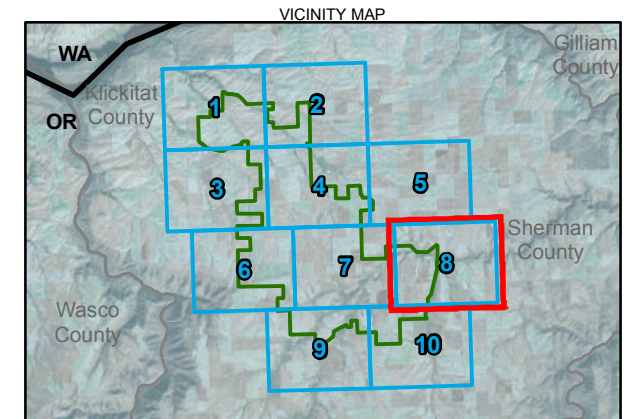 VICINITY MAP
WA
Gilliam
County
Klickitat
County
OR
1
2
3
4
5
Sherman
County
6
7
8
Wasco
County
9
10